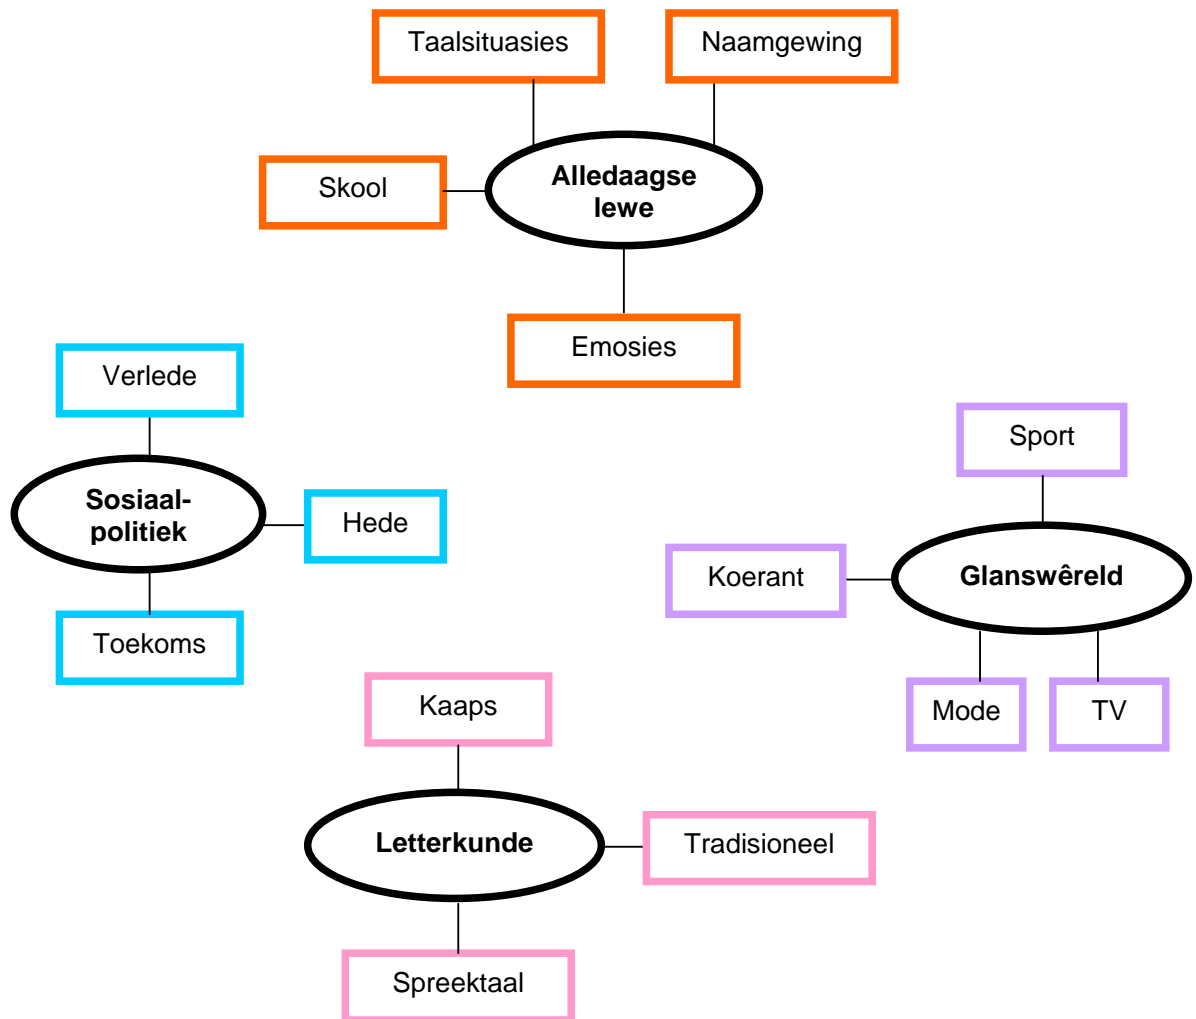 Taalsituasies
Naamgewing
Skool
Alledaagse
lewe
Emosies
Verlede
Sosiaal-
politiek
Hede
Toekoms
Sport
Koerant
Glanswêreld
Mode
TV
Kaaps
Letterkunde
Tradisioneel
Spreektaal